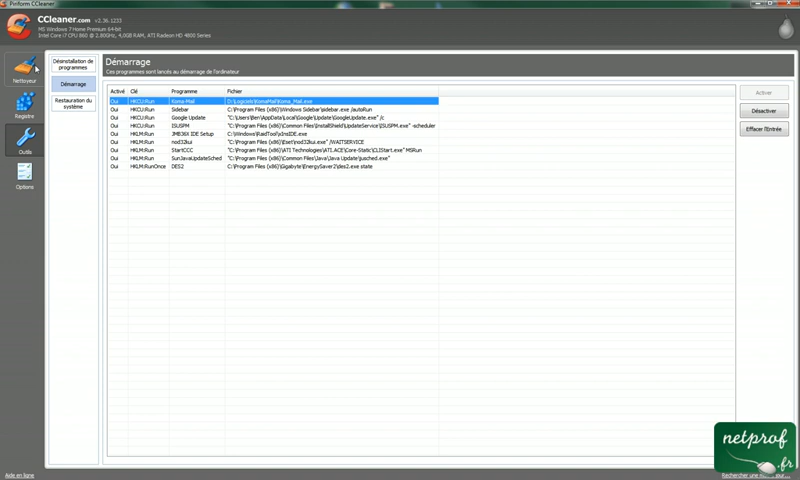 Piriform CCleaner
CCleaner.com v2.36.1233
MS Windows 7 Home Premium 64-bit
Intel Core i7 CPU 860 @ 2.80GHz, 4,0GB RAM, ATI Radeon HD 4800 Series
Nettoyeur
Registre
Outils
Options
Désinstallation de
programmes
Démarrage
Restauration du
système
Démarrage
Ces programmes sont lancés au démarrage de l'ordinateur
Activé Clé Programme Fichier
Oui HKCU:Run Koma-Mail D:\Logiciels\KomaMail\Koma_Mail.exe
Oui HKCU:Run Sidebar C:\Program Files (x86)\Windows Sidebar\sidebar.exe /autoRun
Oui HKCU:Run Google Update "C:\Users\Ben\AppData\Local\Google\Update\GoogleUpdate.exe" /c
Oui HKCU:Run ISUSPM "C:\Program Files (x86)\Common Files\InstallShield\UpdateService\ISUSPM.exe" -scheduler
Oui HKLM:Run JMB36X IDE Setup C:\Windows\RaidTool\xInsIDE.exe
Oui HKLM:Run nod32kui "C:\Program Files (x86)\Eset\nod32kui.exe" /WAITSERVICE
Oui HKLM:Run StartCCC "C:\Program Files (x86)\ATI Technologies\ATI.ACE\Core-Static\CLIStart.exe" MSRun
Oui HKLM:Run SunJavaUpdateSched "C:\Program Files (x86)\Common Files\Java\Java Update\jusched.exe"
Oui HKLM:RunOnce DES2 C:\Program Files (x86)\Gigabyte\EnergySaver2\des2.exe.state
Activer
Désactiver
Effacer l'Entrée
netprof
.fr
Aide en ligne
Rechercher une